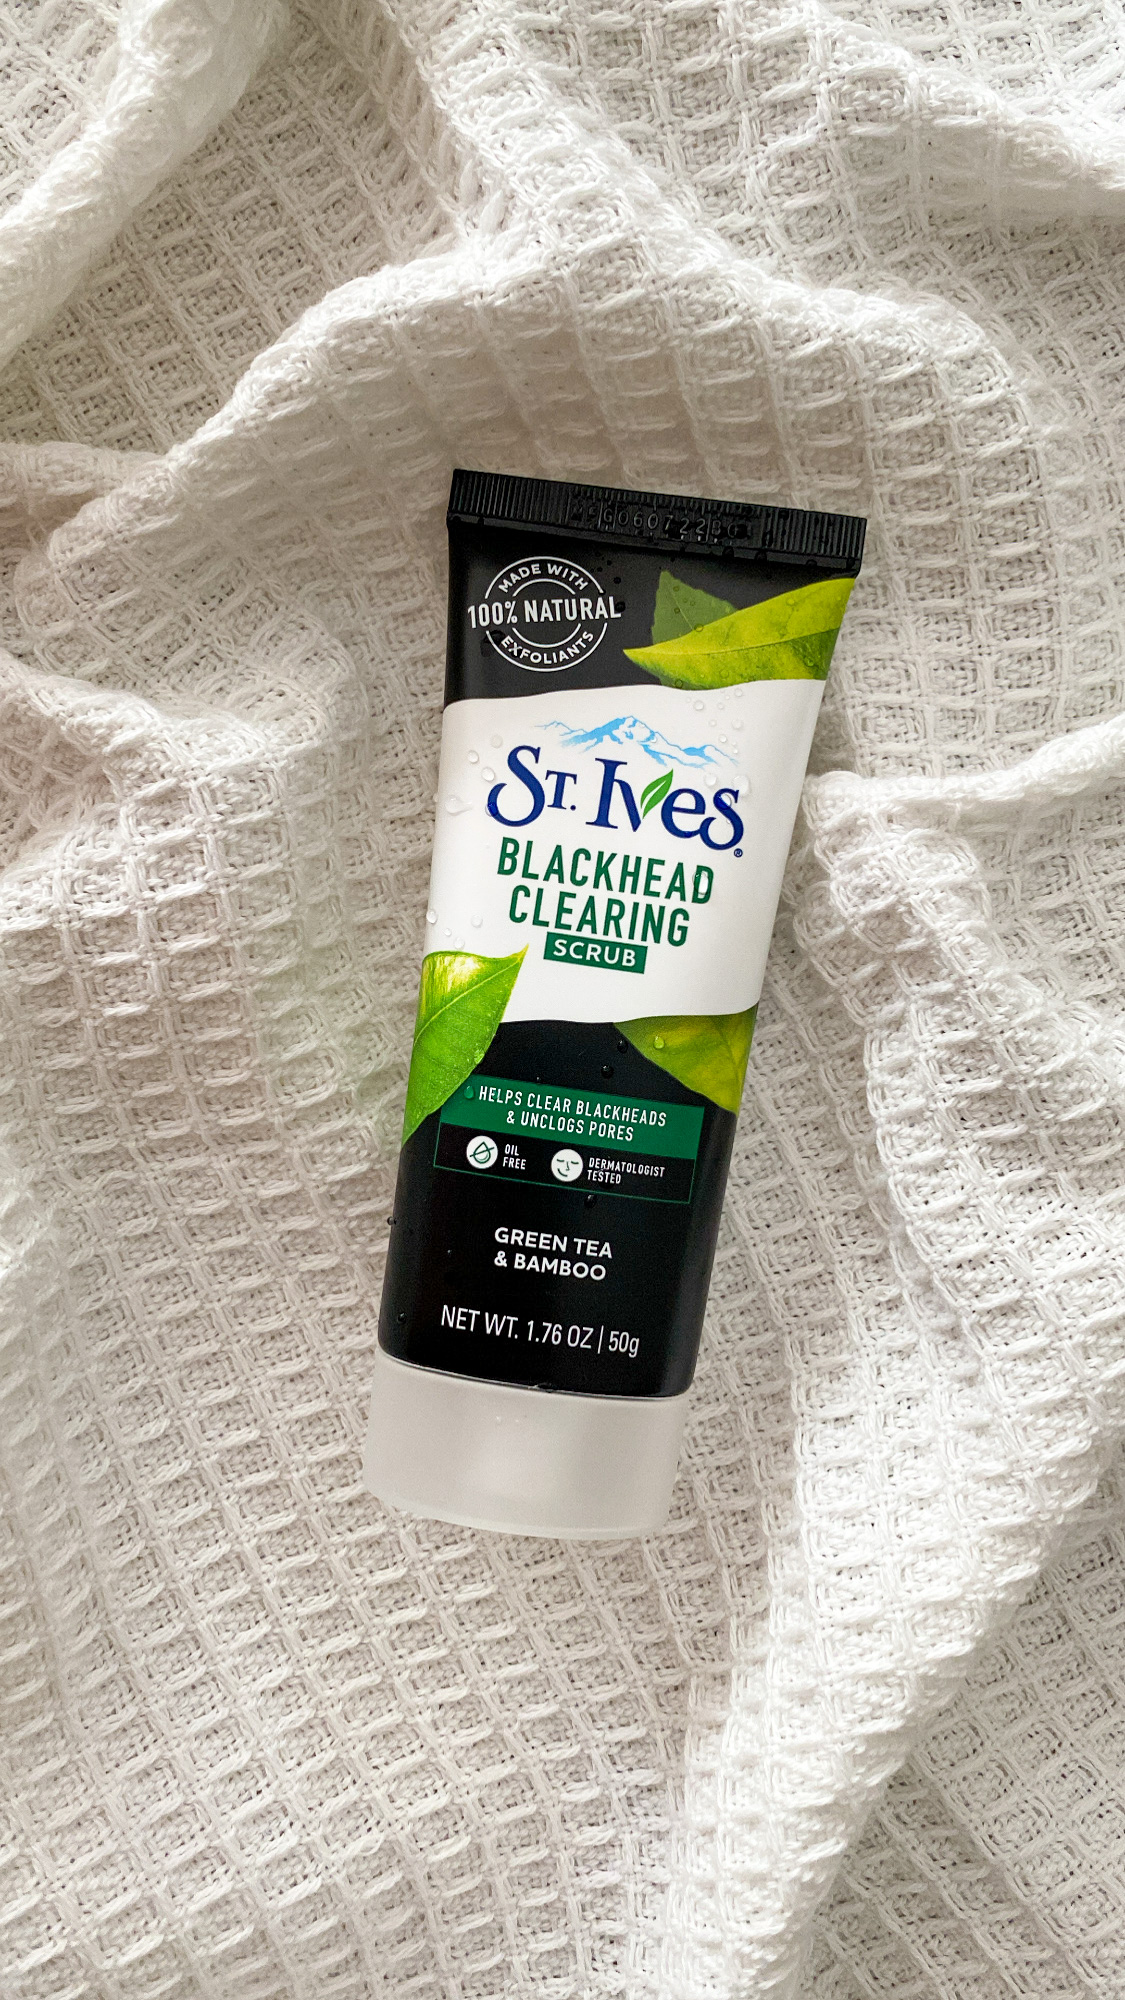 MADE WITH
100% NATURAL
EXFOLIANTS
ST. IVES®
BLACKHEAD
CLEARING
SCRUB
HELPS CLEAR BLACKHEADS
& UNCLOGS PORES
OIL
FREE
DERMATOLOGIST
TESTED
GREEN TEA
& BAMBOO
NET WT. 1.76 OZ | 50g